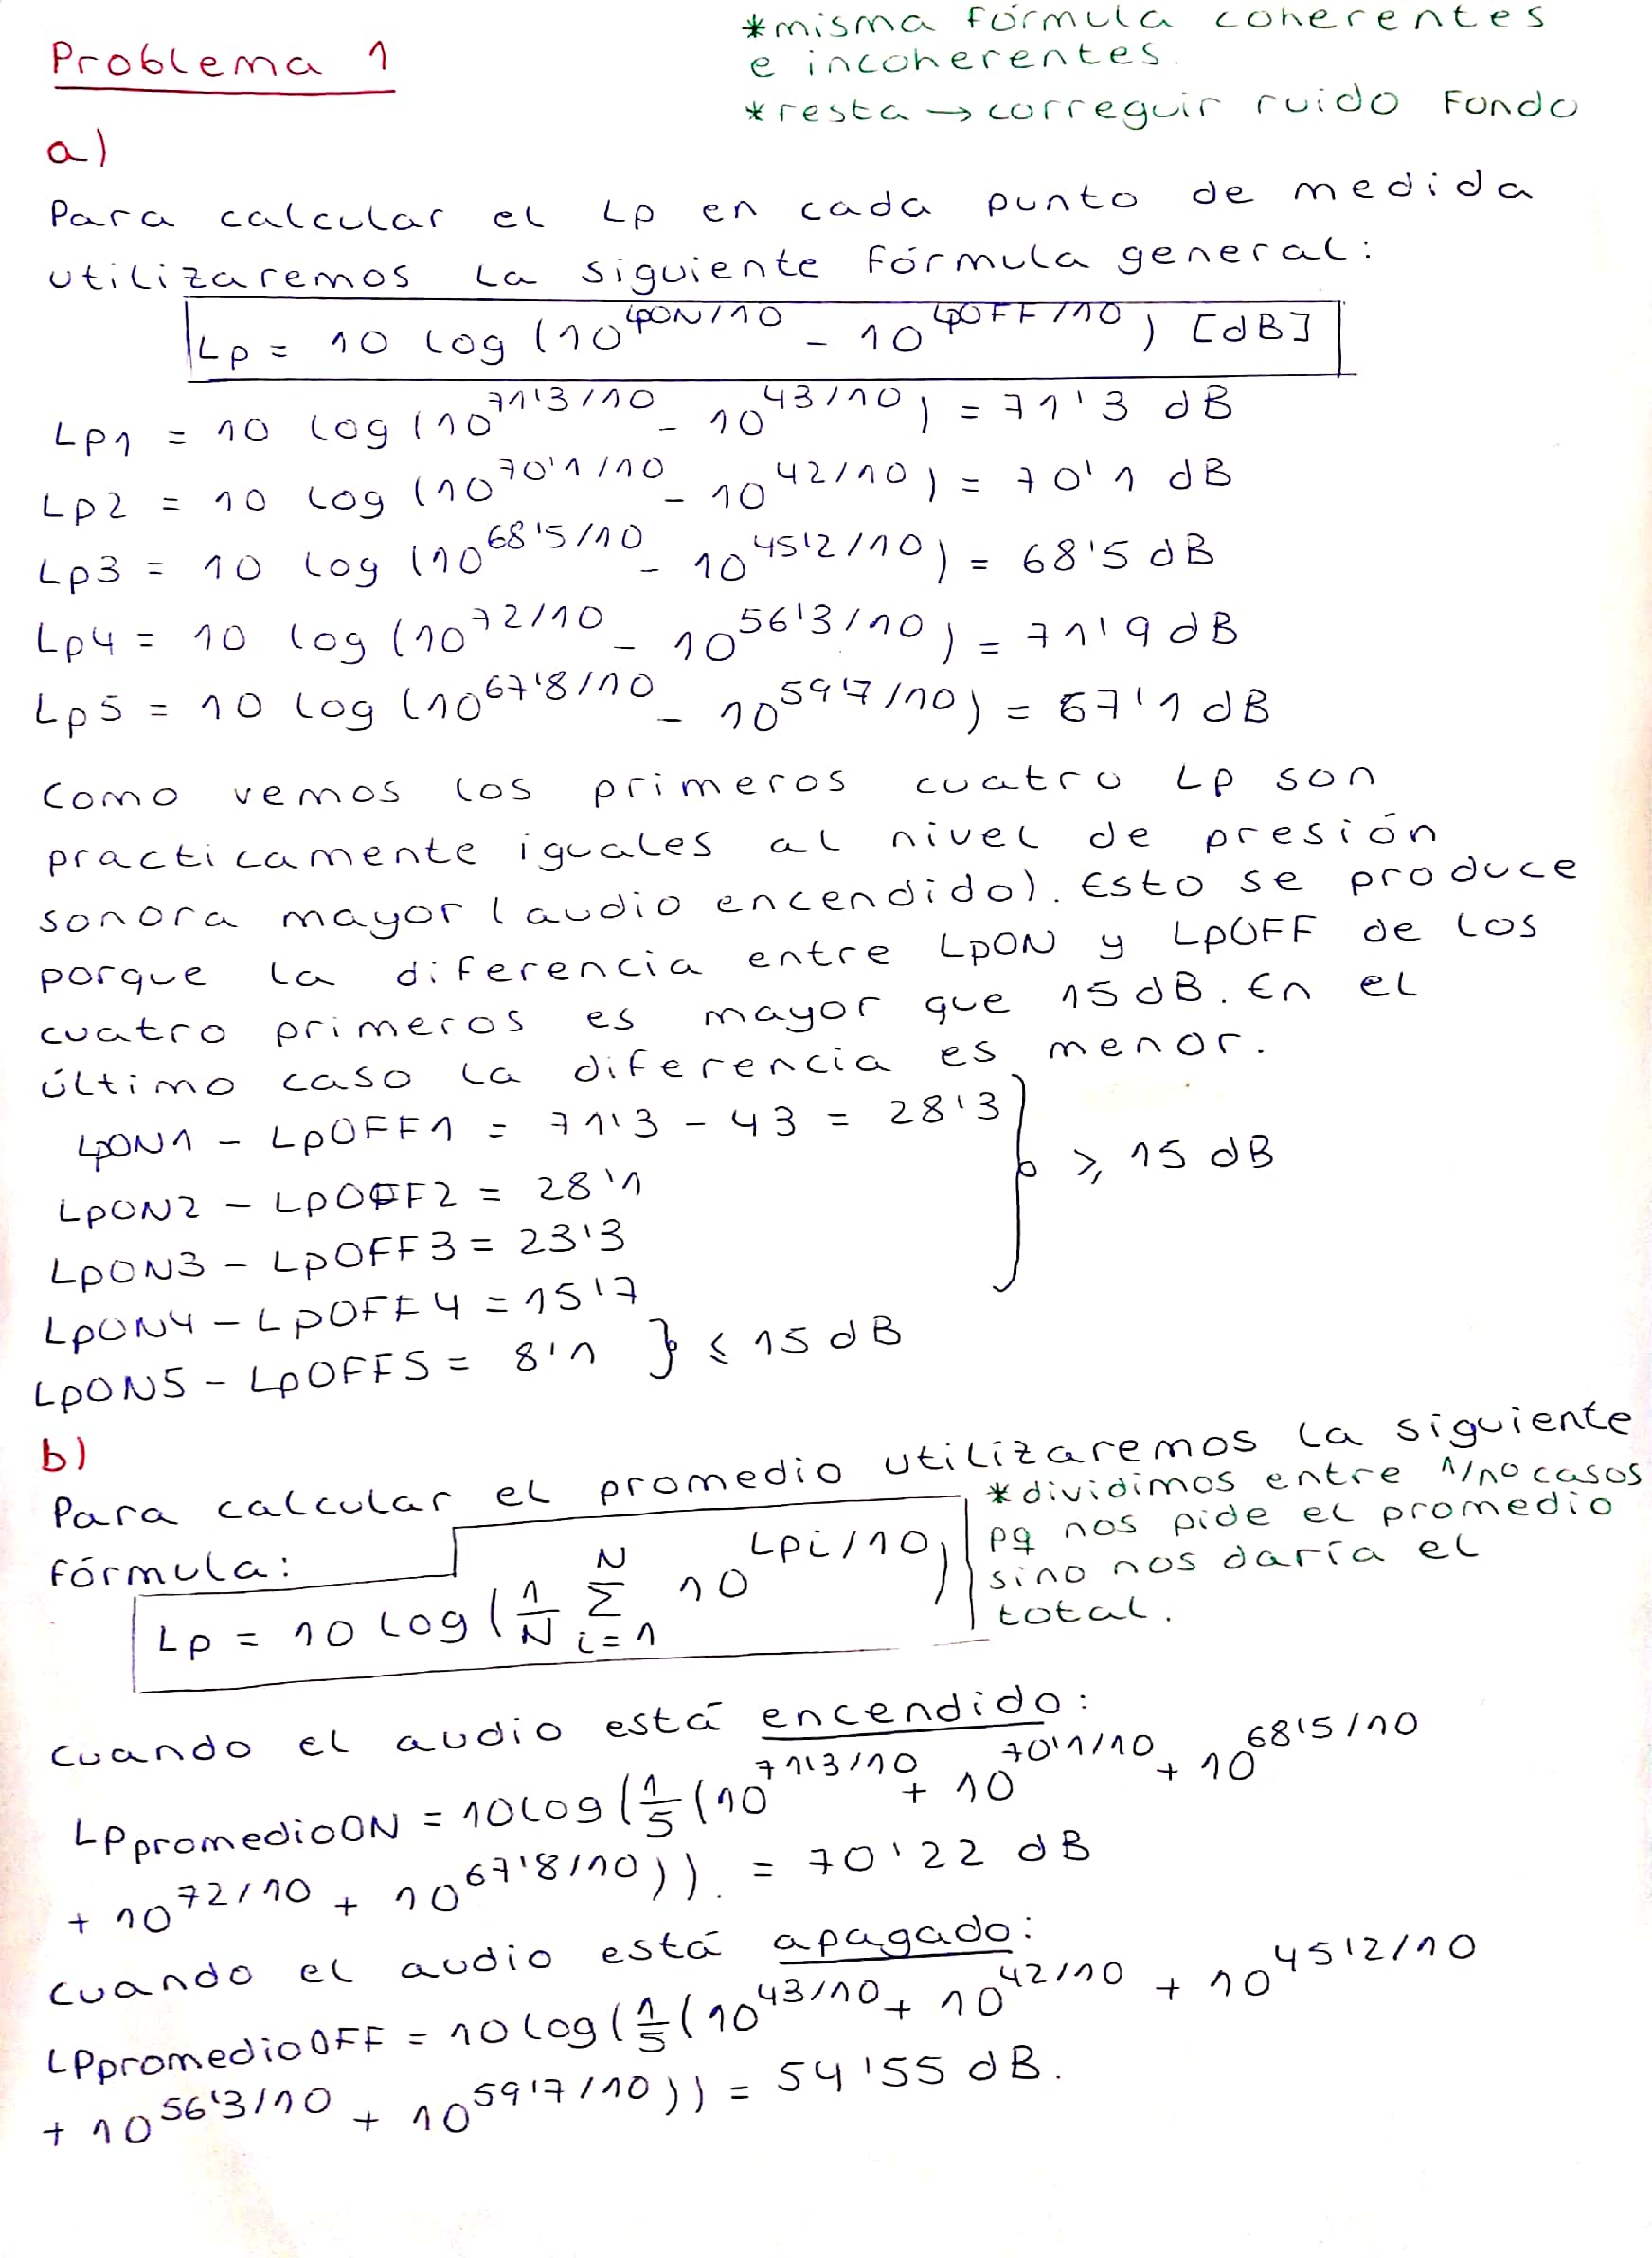 Problema 1
*misma fórmula coherentes
e incoherentes.
*resta → correguir ruido Fondo
a)
Para calcular el Lp en cada punto de medida
utilizaremos la siguiente fórmula general:
Lp = 10 log (10^LpON/10 - 10^LpOFF/10) [dB]
Lp1 = 10 log (10^71'3/10 - 10^43/10) = 71'3 dB
Lp2 = 10 log (10^70'1/10 - 10^42/10) = 70'1 dB
Lp3 = 10 log (10^68'5/10 - 10^45'2/10) = 68'5 dB
Lp4 = 10 log (10^72/10 - 10^56'3/10) = 71'9 dB
Lp5 = 10 log (10^67'8/10 - 10^59'7/10) = 67'1 dB
Como vemos los primeros cuatro Lp son
practicamente iguales al nivel de presión
sonora mayor (audio encendido). Esto se produce
porque la diferencia entre LpON y LpOFF de los
cuatro primeros es mayor que 15 dB. En el
último caso la diferencia es menor.
LpON1 - LpOFF1 = 71'3 - 43 = 28'3
LpON2 - LpOFF2 = 28'1
LpON3 - LpOFF3 = 23'3
LpON4 - LpOFF4 = 15'7
} ≥ 15 dB
LpON5 - LpOFF5 = 8'1 } ≤ 15 dB
b)
Para calcular el promedio utilizaremos la siguiente
fórmula:
*dividimos entre 1/nº casos
pq nos pide el promedio
sino nos daría el
total.
Lp = 10 log (1/N Σ_{i=1}^{N} 10^Lpi/10)
Cuando el audio está encendido:
LPpromedioON = 10 log (1/5 (10^71'3/10 + 10^70'1/10 + 10^68'5/10
+ 10^72/10 + 10^67'8/10)). = 70'22 dB
Cuando el audio está apagado:
LPpromedioOFF = 10 log (1/5 (10^43/10 + 10^42/10 + 10^45'2/10
+ 10^56'3/10 + 10^59'7/10)) = 54'55 dB.